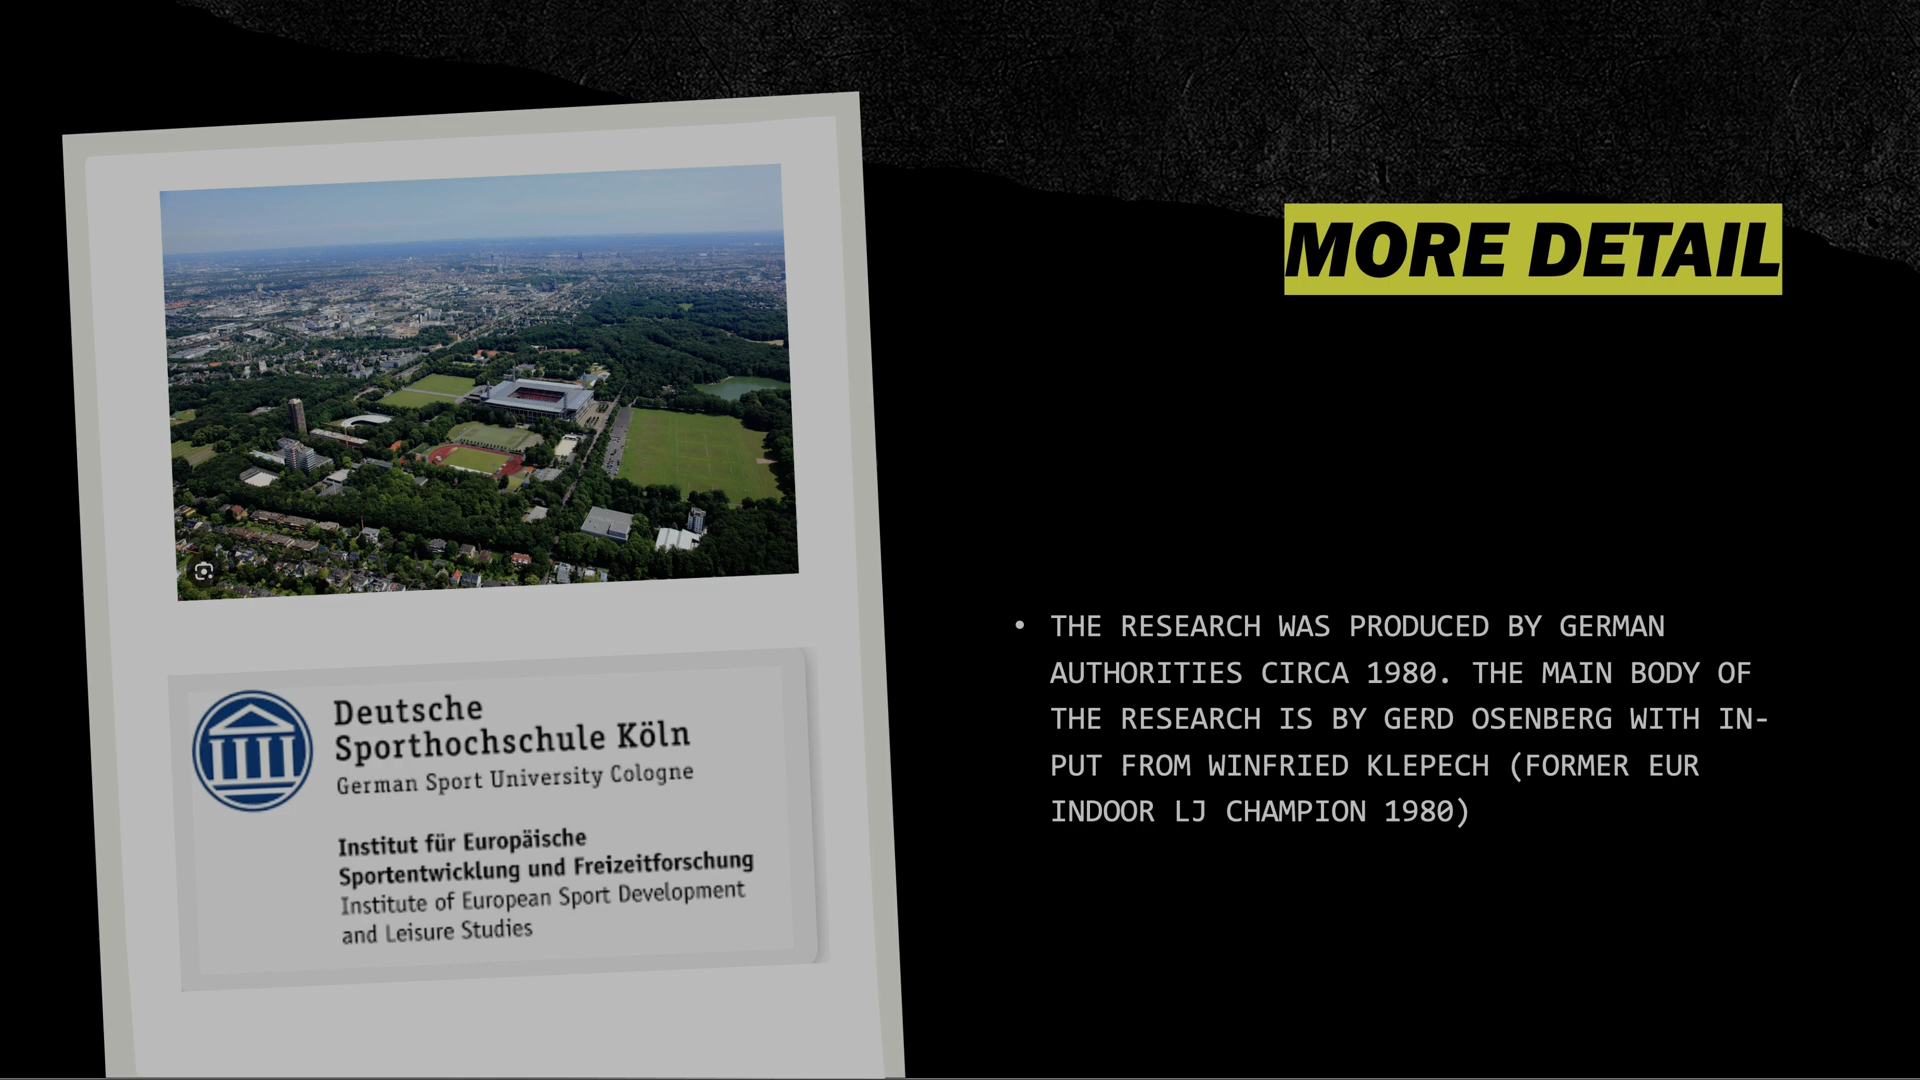 MORE DETAIL
• THE RESEARCH WAS PRODUCED BY GERMAN
AUTHORITIES CIRCA 1980. THE MAIN BODY OF
THE RESEARCH IS BY GERD OSENBERG WITH IN-
PUT FROM WINFRIED KLEPECH (FORMER EUR
INDOOR LJ CHAMPION 1980)
Deutsche
Sporthochschule Köln
German Sport University Cologne
Institut für Europäische
Sportentwicklung und Freizeitforschung
Institute of European Sport Development
and Leisure Studies